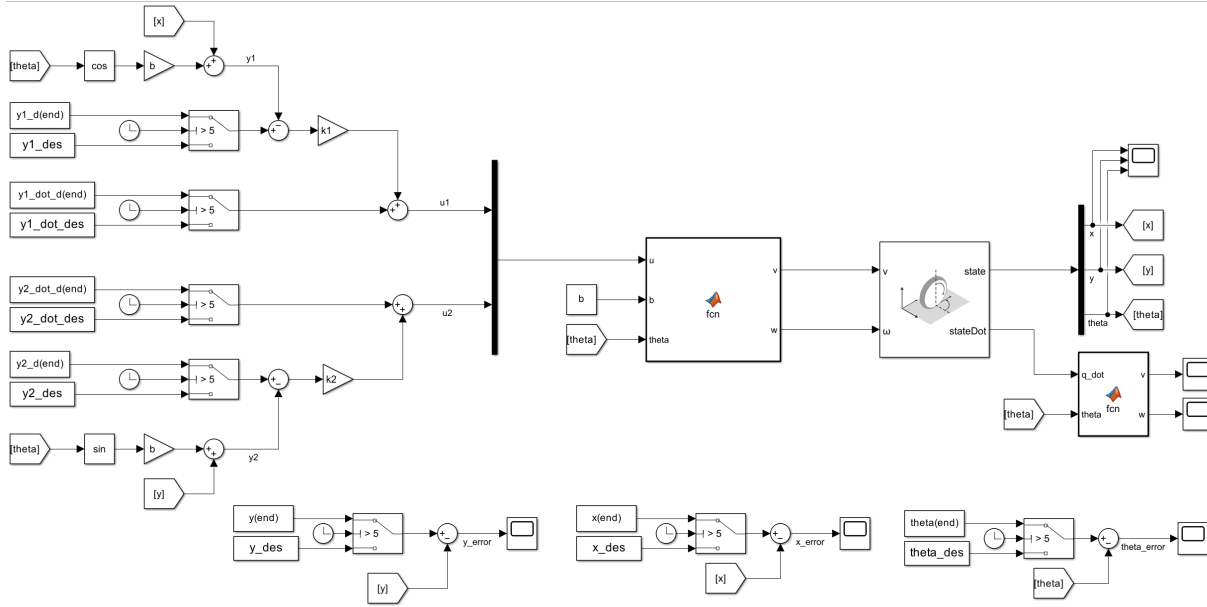 [x]
[theta]
cos
b
y1
y1_d(end)
> 5
y1_des
k1
y1_dot_d(end)
> 5
y1_dot_des
u1
y2_dot_d(end)
> 5
y2_dot_des
u2
y2_d(end)
> 5
y2_des
k2
[theta]
sin
b
y2
[y]
u
b
theta
fcn
v
w
b
[theta]
v
ω
state
stateDot
x
[x]
y
[y]
theta
[theta]
q_dot
theta
fcn
v
w
[theta]
y(end)
> 5
y_des
y_error
[y]
x(end)
> 5
x_des
x_error
[x]
theta(end)
> 5
theta_des
theta_error
[theta]